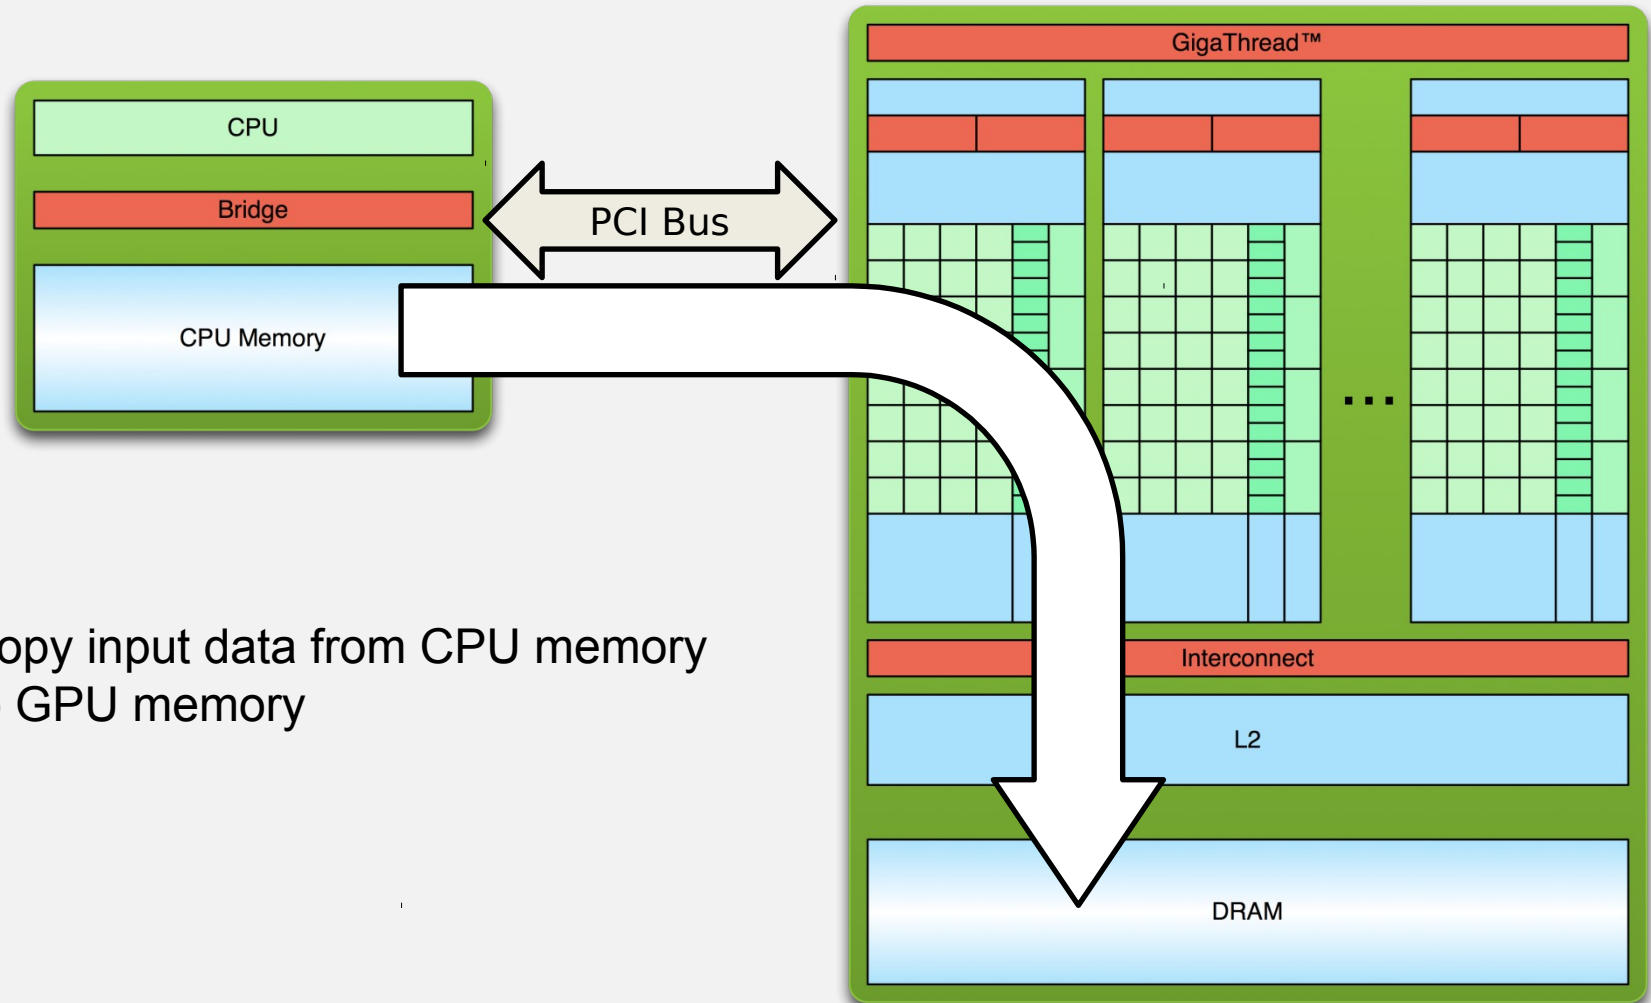 GigaThread™
CPU
Bridge
PCI Bus
CPU Memory
...
opy input data from CPU memory
GPU memory
Interconnect
L2
DRAM